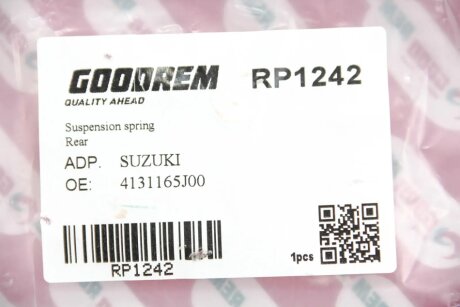 GOODREM
RP1242
QUALITY AHEAD
Suspension spring
Rear
ADP. SUZUKI
OE: 4131165J00
RP1242
1pcs